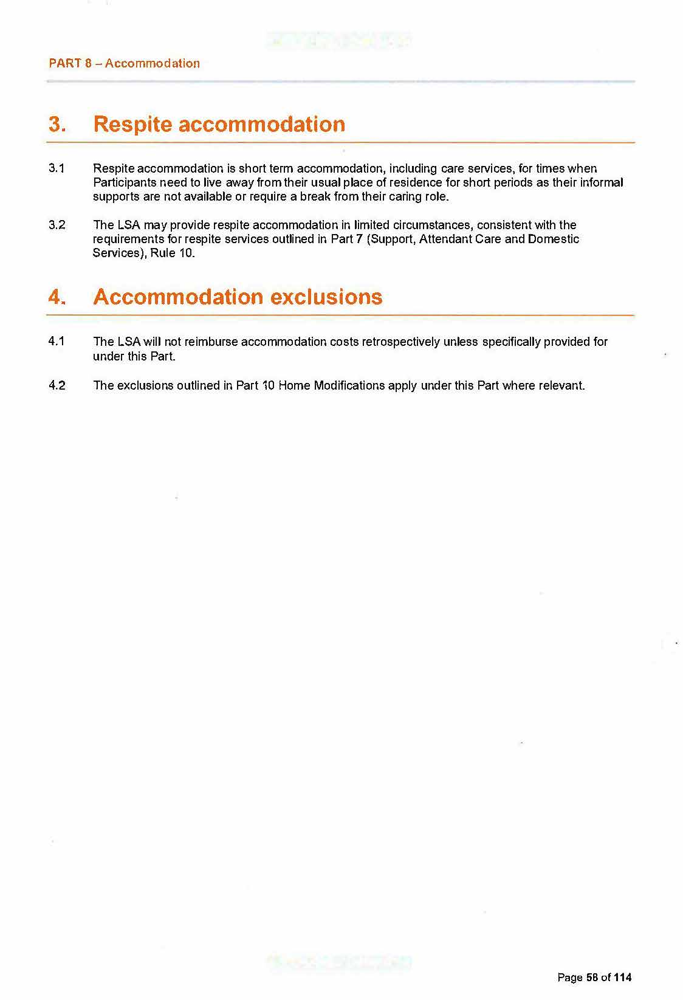 PART 8 – Accommodation
3. Respite accommodation
3.1 Respite accommodation is short term accommodation, including care services, for times when
Participants need to live away from their usual place of residence for short periods as their informal
supports are not available or require a break from their caring role.
3.2 The LSA may provide respite accommodation in limited circumstances, consistent with the
requirements for respite services outlined in Part 7 (Support, Attendant Care and Domestic
Services), Rule 10.
4. Accommodation exclusions
4.1 The LSA will not reimburse accommodation costs retrospectively unless specifically provided for
under this Part.
4.2 The exclusions outlined in Part 10 Home Modifications apply under this Part where relevant.
Page 56 of 114